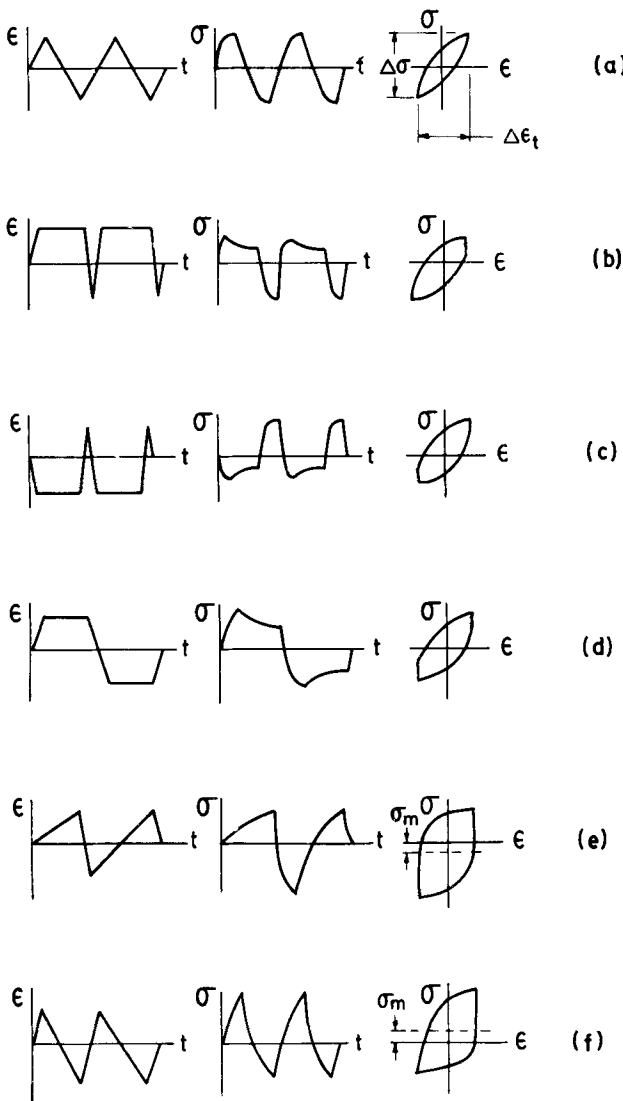 ϵ t σ t σ ϵ Δσ Δϵt (a)
ϵ t σ t σ ϵ (b)
ϵ t σ t σ ϵ (c)
ϵ t σ t σ ϵ (d)
ϵ t σ t σm σ ϵ (e)
ϵ t σ t σm σ ϵ (f)